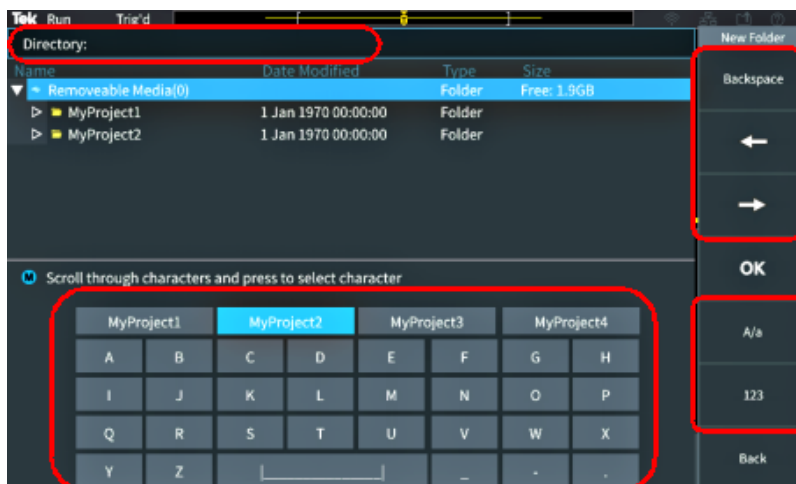 Tek Run Trig'd
Directory:
New Folder
Name Date Modified Type Size
Removeable Media(0) Folder Free: 1.9GB
MyProject1 1 Jan 1970 00:00:00 Folder
MyProject2 1 Jan 1970 00:00:00 Folder
Backspace
M Scroll through characters and press to select character
OK
MyProject1 MyProject2 MyProject3 MyProject4
A B C D E F G H
I J K L M N O P
Q R S T U V W X
Y Z _ - .
A/a
123
Back